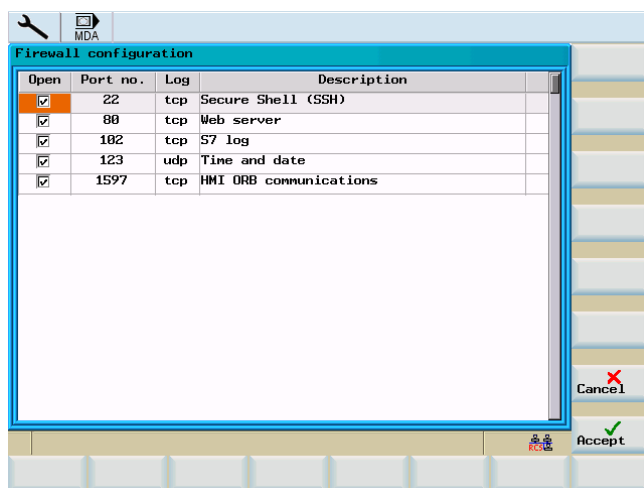 MDA
Firewall configuration
Open Port no. Log Description
22 tcp Secure Shell (SSH)
80 tcp Web server
102 tcp S7 log
123 udp Time and date
1597 tcp HMI ORB communications
Cancel
RCS
Accept